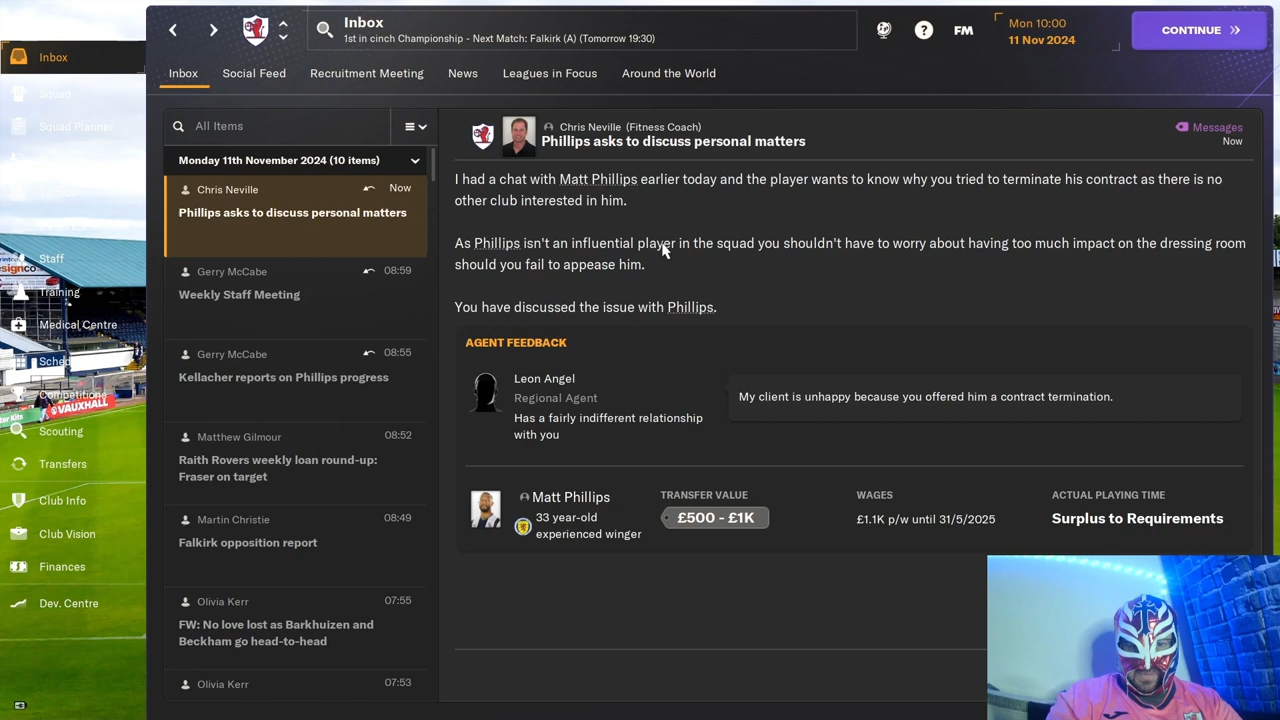 Inbox
1st in cinch Championship - Next Match: Falkirk (A) (Tomorrow 19:30)
?
FM
Mon 10:00
11 Nov 2024
CONTINUE
Inbox
Social Feed
Recruitment Meeting
News
Leagues in Focus
Around the World
Inbox
Squad
Squad Planner
Staff
Training
Medical Centre
Sched
Competitions
VAUXHALL
Scouting
Transfers
Club Info
Club Vision
Finances
Dev. Centre
All Items
Monday 11th November 2024 (10 items)
Chris Neville
Now
Phillips asks to discuss personal matters
Gerry McCabe
08:59
Weekly Staff Meeting
Gerry McCabe
08:55
Kellacher reports on Phillips progress
Matthew Gilmour
08:52
Raith Rovers weekly loan round-up:
Fraser on target
Martin Christie
08:49
Falkirk opposition report
Olivia Kerr
07:55
FW: No love lost as Barkhuizen and
Beckham go head-to-head
Olivia Kerr
07:53
Chris Neville (Fitness Coach)
Phillips asks to discuss personal matters
Messages
Now
I had a chat with Matt Phillips earlier today and the player wants to know why you tried to terminate his contract as there is no
other club interested in him.
As Phillips isn't an influential player in the squad you shouldn't have to worry about having too much impact on the dressing room
should you fail to appease him.
You have discussed the issue with Phillips.
AGENT FEEDBACK
Leon Angel
Regional Agent
Has a fairly indifferent relationship
with you
My client is unhappy because you offered him a contract termination.
Matt Phillips
33 year-old
experienced winger
TRANSFER VALUE
£500 - £1K
WAGES
£1.1K p/w until 31/5/2025
ACTUAL PLAYING TIME
Surplus to Requirements